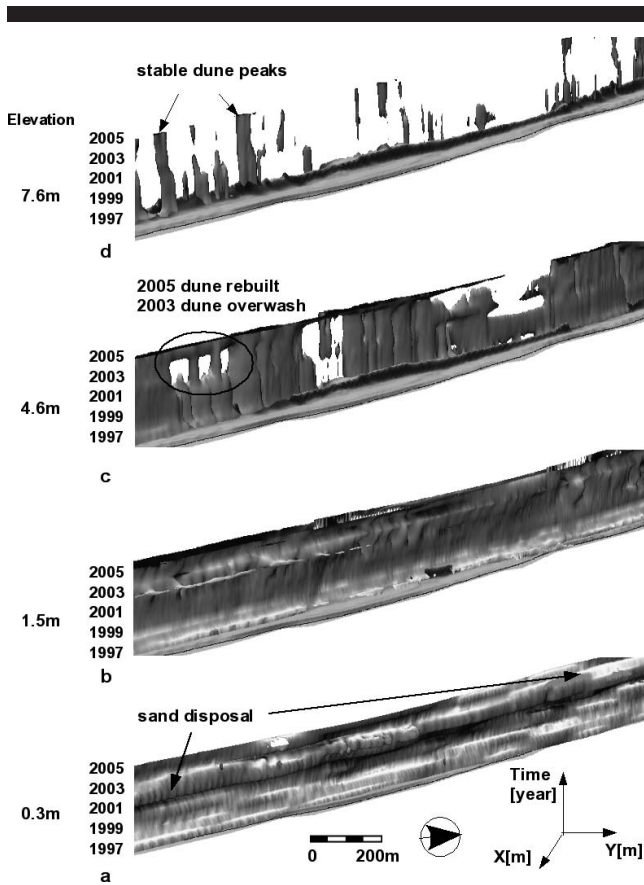 stable dune peaks
Elevation
2005
2003
2001
7.6m
1999
1997
d
2005 dune rebuilt
2003 dune overwash
2005
2003
4.6m
2001
1999
1997
c
2005
2003
1.5m
2001
1999
1997
b
sand disposal
2005
2003
0.3m
2001
1999
1997
a
0 200m
Time
[year]
X[m]
Y[m]